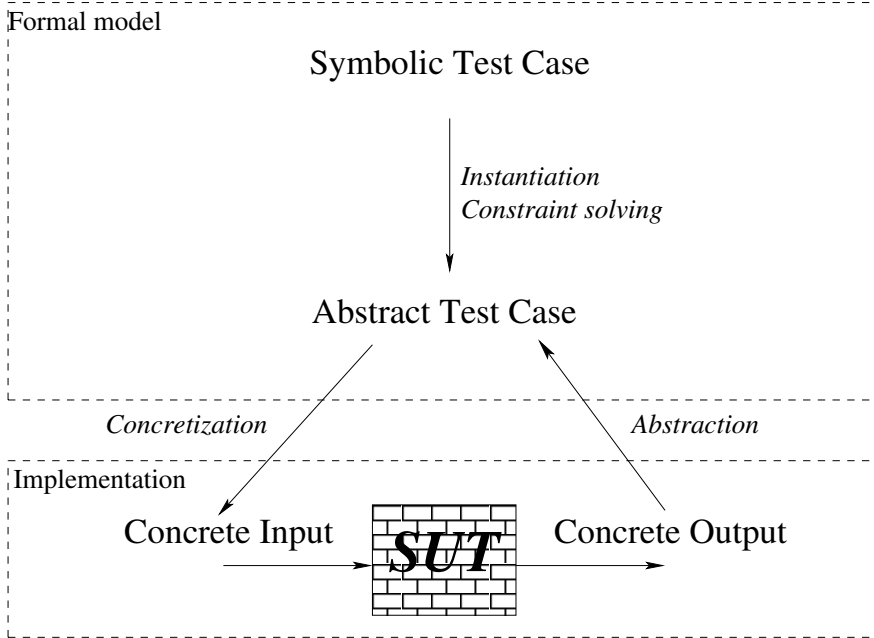 Formal model
Symbolic Test Case
Instantiation
Constraint solving
Abstract Test Case
Concretization
Abstraction
Implementation
Concrete Input
SUT
Concrete Output